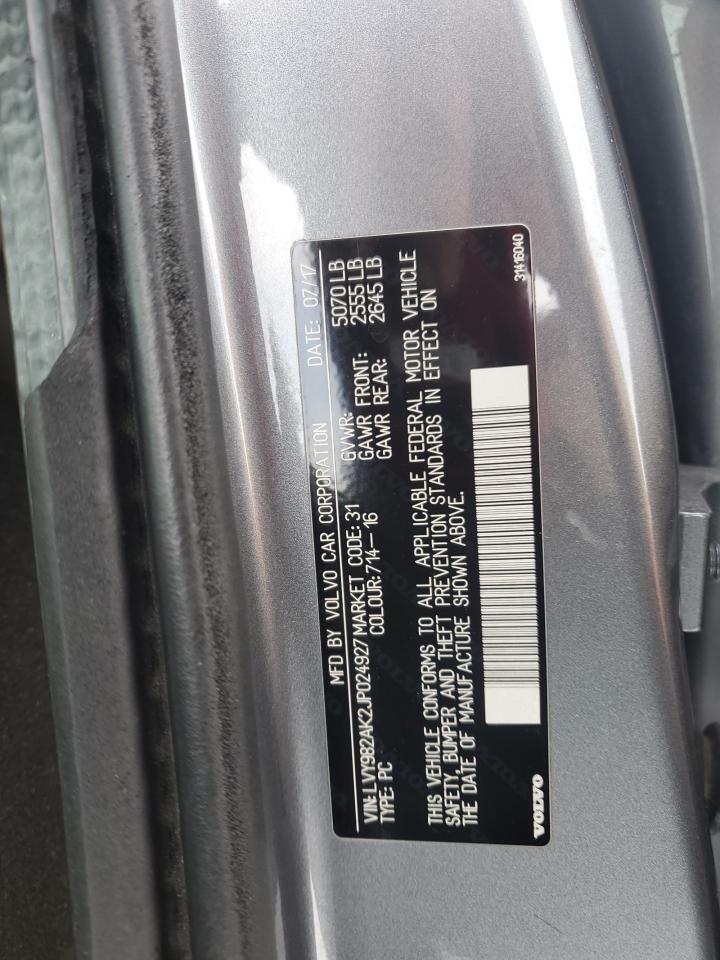 MFD BY VOLVO CAR CORPORATION DATE: 07/17
VIN: LVY982AK2JP024927 MARKET CODE: 31 GVWR: 5070 LB
TYPE: PC COLOUR: 714-16 GAWR FRONT: 2555 LB
GAWR REAR: 2645 LB
THIS VEHICLE CONFORMS TO ALL APPLICABLE FEDERAL MOTOR VEHICLE
SAFETY, BUMPER AND THEFT PREVENTION STANDARDS IN EFFECT ON
THE DATE OF MANUFACTURE SHOWN ABOVE.
VOLVO 31416040